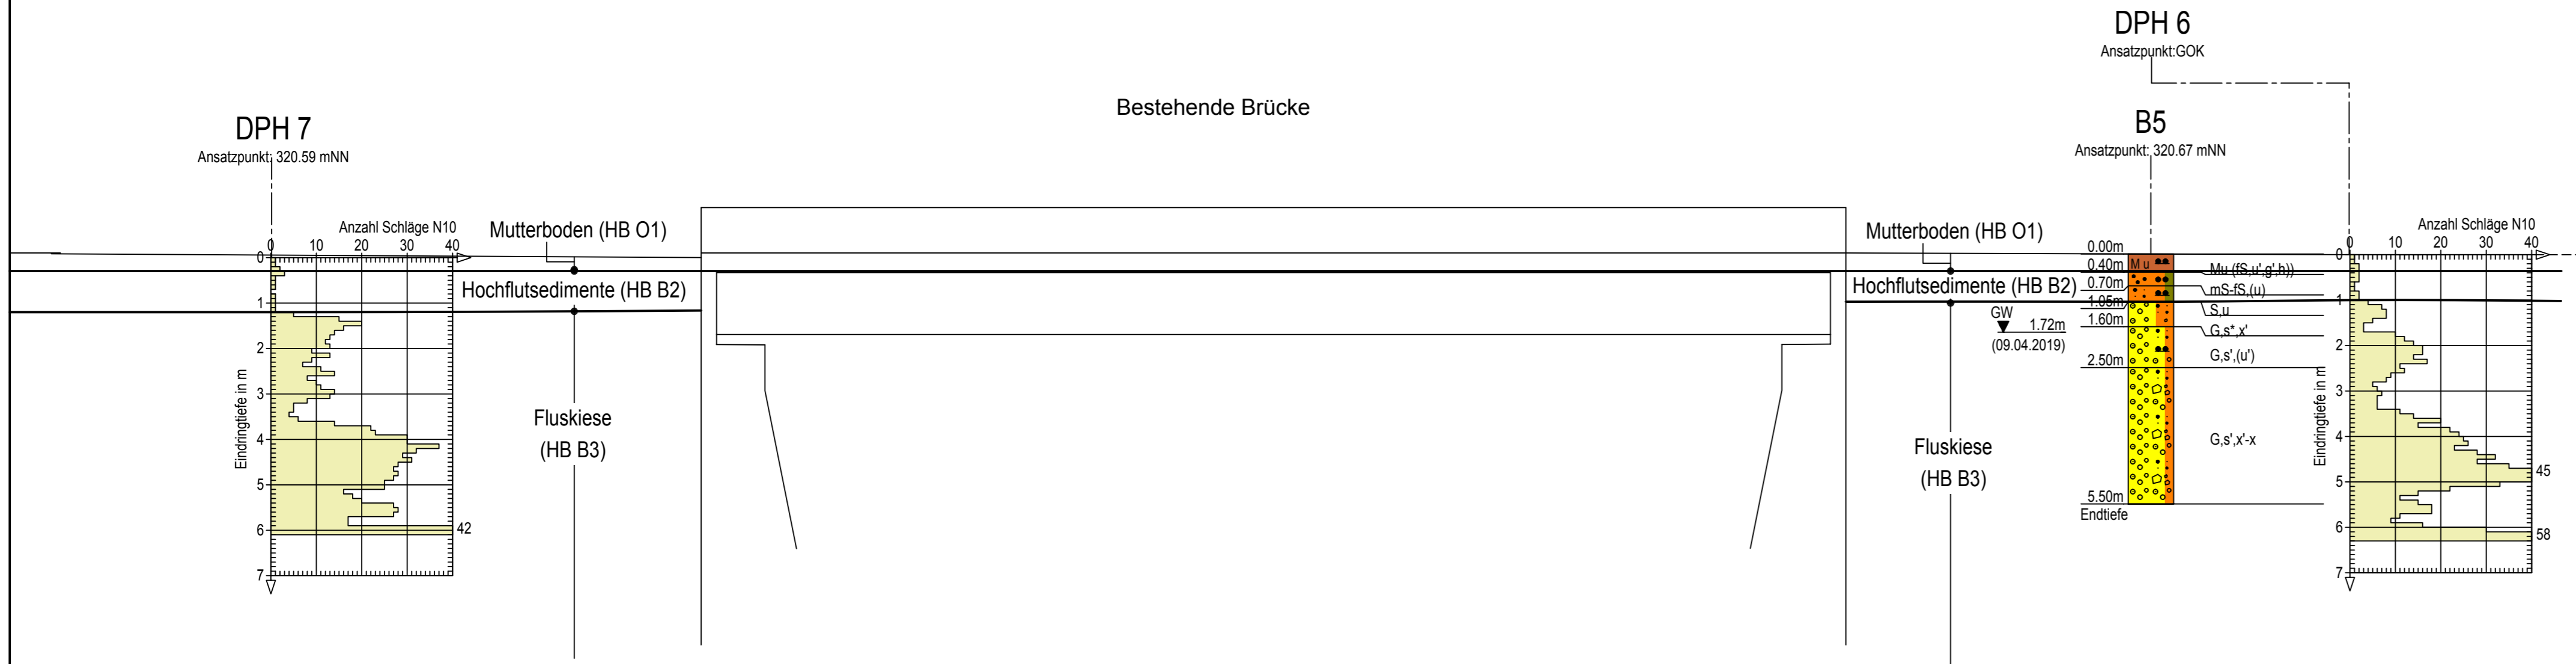 DPH 6
Ansatzpunkt:GOK
Bestehende Brücke
DPH 7
Ansatzpunkt: 320.59 mNN
B5
Ansatzpunkt: 320.67 mNN
Anzahl Schläge N10
0 10 20 30 40
0
1
2
3
4
5
6
7
Eindringtiefe in m
42
Mutterboden (HB O1)
Hochflutsedimente (HB B2)
Fluskiese
(HB B3)
Mutterboden (HB O1)
Hochflutsedimente (HB B2)
Fluskiese
(HB B3)
GW
1.72m
(09.04.2019)
0.00m
0.40m
0.70m
1.05m
1.60m
2.50m
5.50m
Endtiefe
M u
Mu (fS,u',g',h))
mS-fS,(u)
S,u
G,s*,x'
G,s',(u')
G,s',x'-x
Anzahl Schläge N10
0 10 20 30 40
0
1
2
3
4
5
6
7
Eindringtiefe in m
45
58